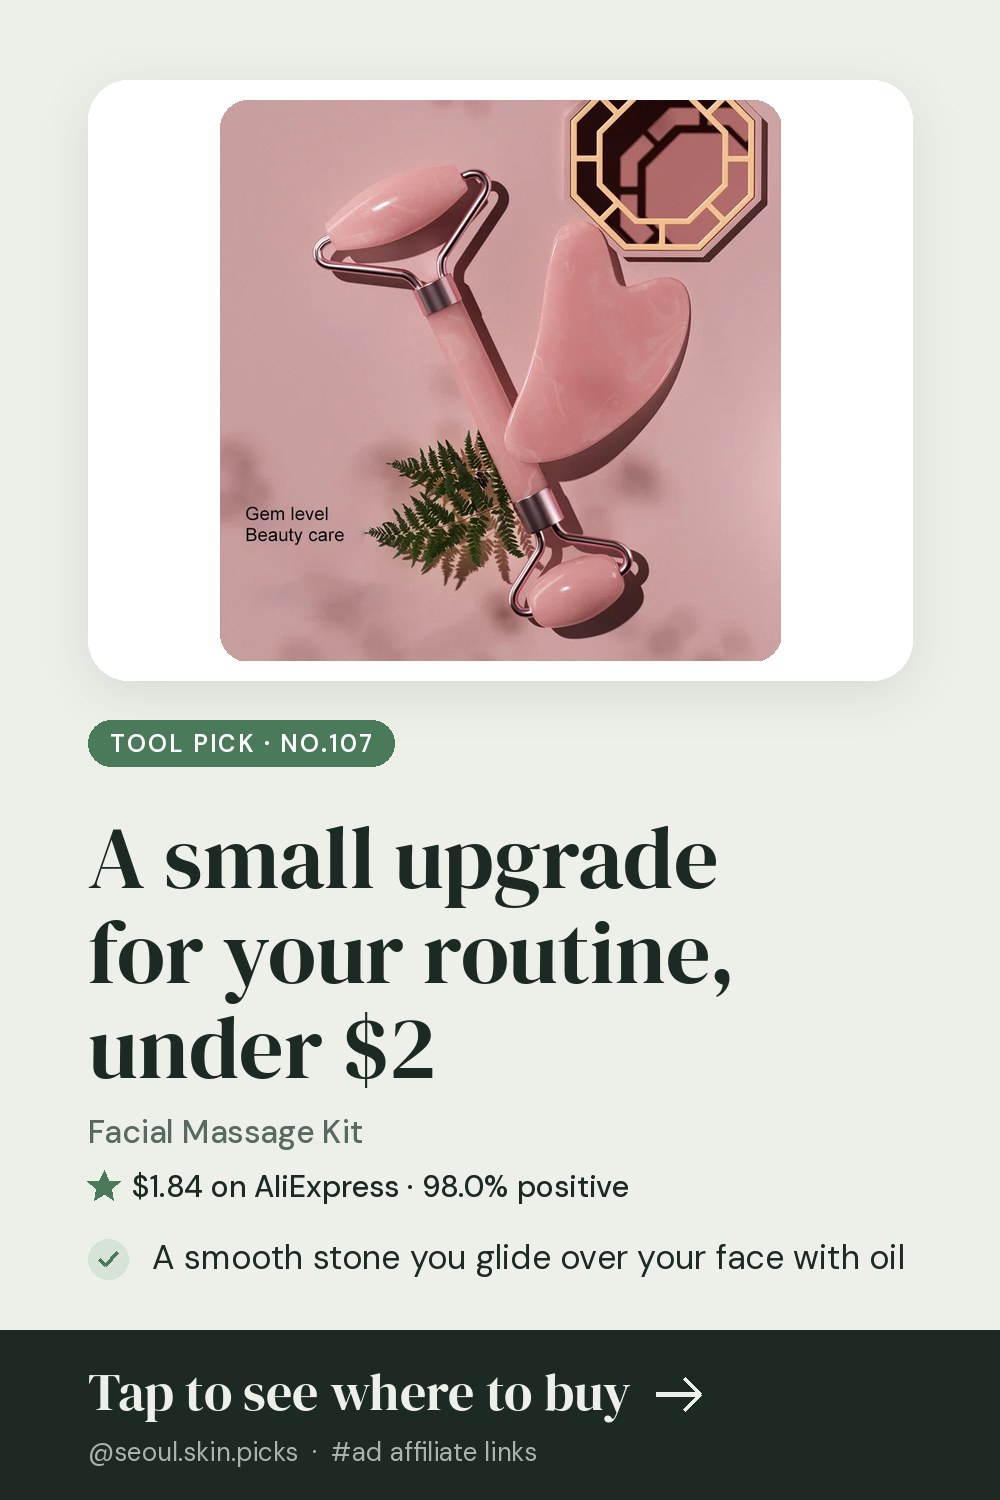 Gem level
Beauty care
TOOL PICK · NO.107
A small upgrade
for your routine,
under $2
Facial Massage Kit
$1.84 on AliExpress · 98.0% positive
A smooth stone you glide over your face with oil
Tap to see where to buy →
@seoul.skin.picks · #ad affiliate links